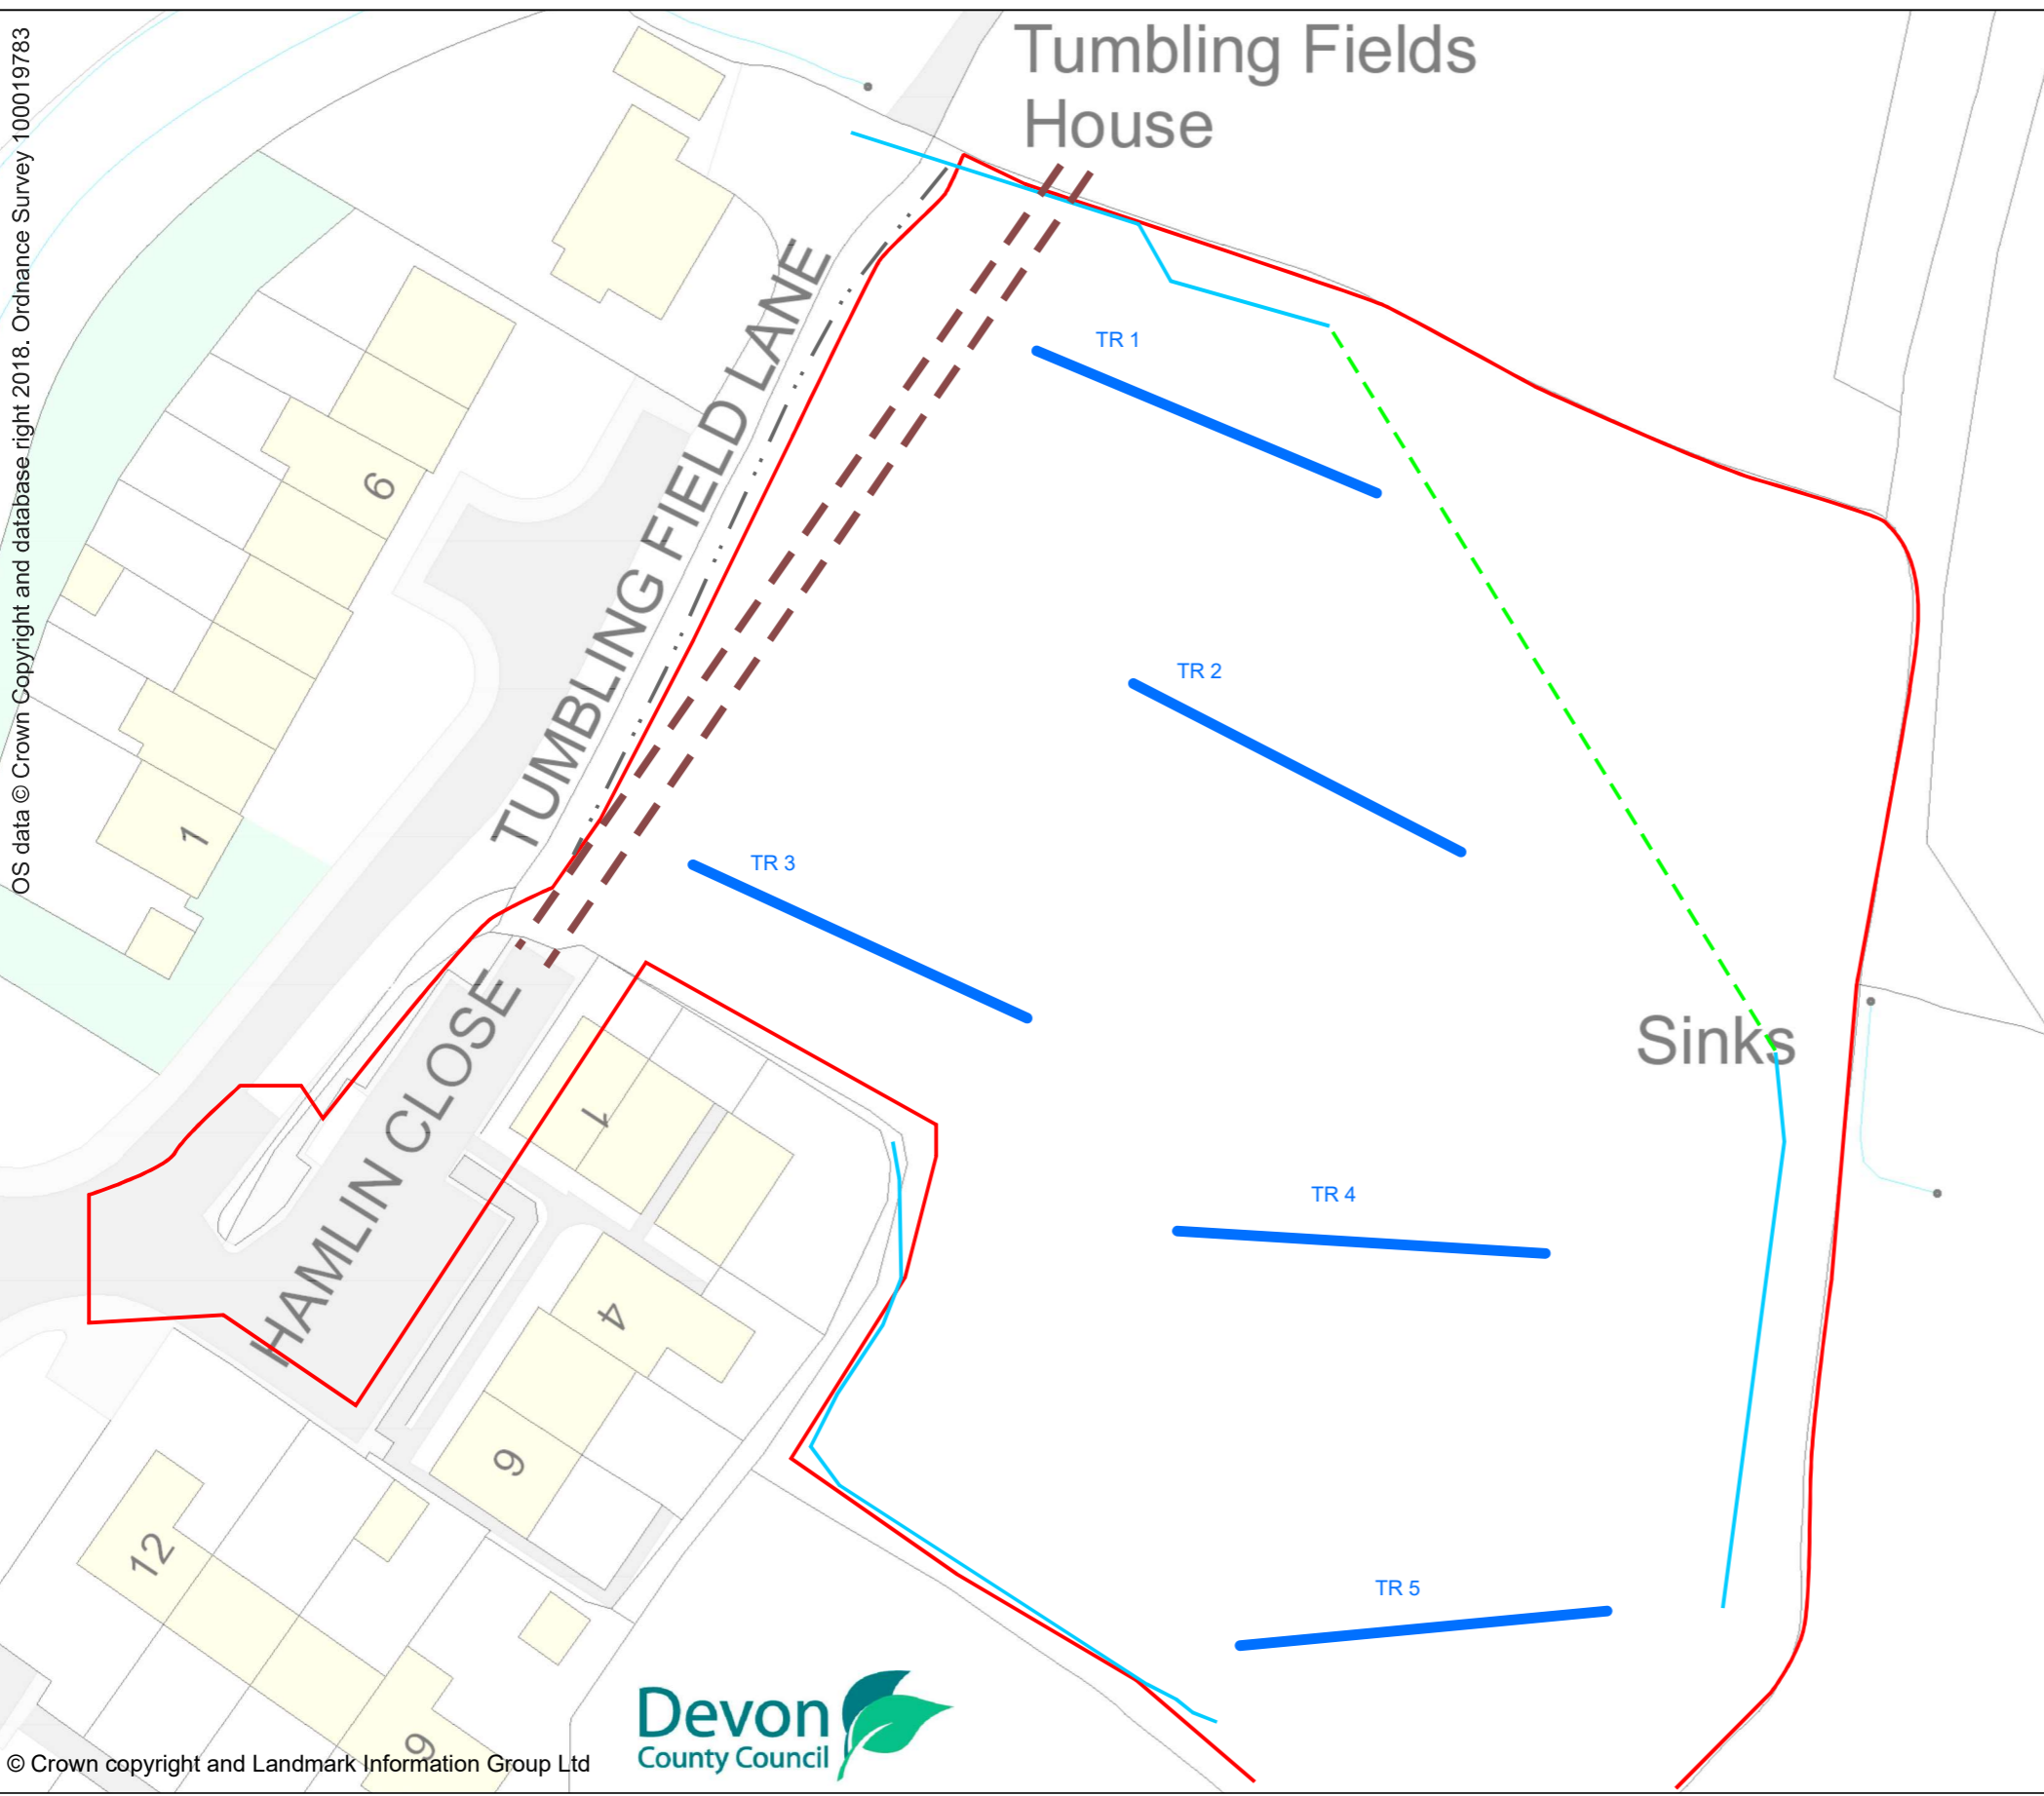 OS data © Crown Copyright and database right 2018. Ordnance Survey 100019783
Tumbling Fields
House
TUMBLING FIELD LANE
TR 1
6
TR 2
1
TR 3
HAMLIN CLOSE
Sinks
1
TR 4
4
9
12
TR 5
9
Devon
County Council
© Crown copyright and Landmark Information Group Ltd